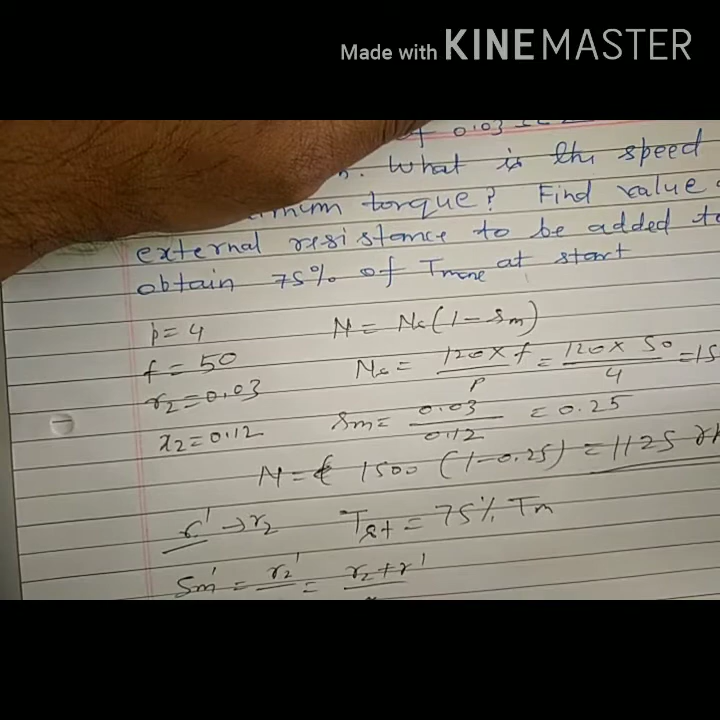 Made with KINEMASTER
of 0.03
What is the speed
torque? Find value
external resistance to be added to
obtain 75% of Tmax at start
p = 4
N = Ns(1-sm)
f = 50
Ns = 120×f/P = 120×50/4 = 15
r2 = 0.03
x2 = 0.12
sm = 0.03/0.12 = 0.25
N = 1500 (1-0.25) = 1125
r' → r2
Tst = 75% Tm
Sm' = r2'/ = r2+r'/